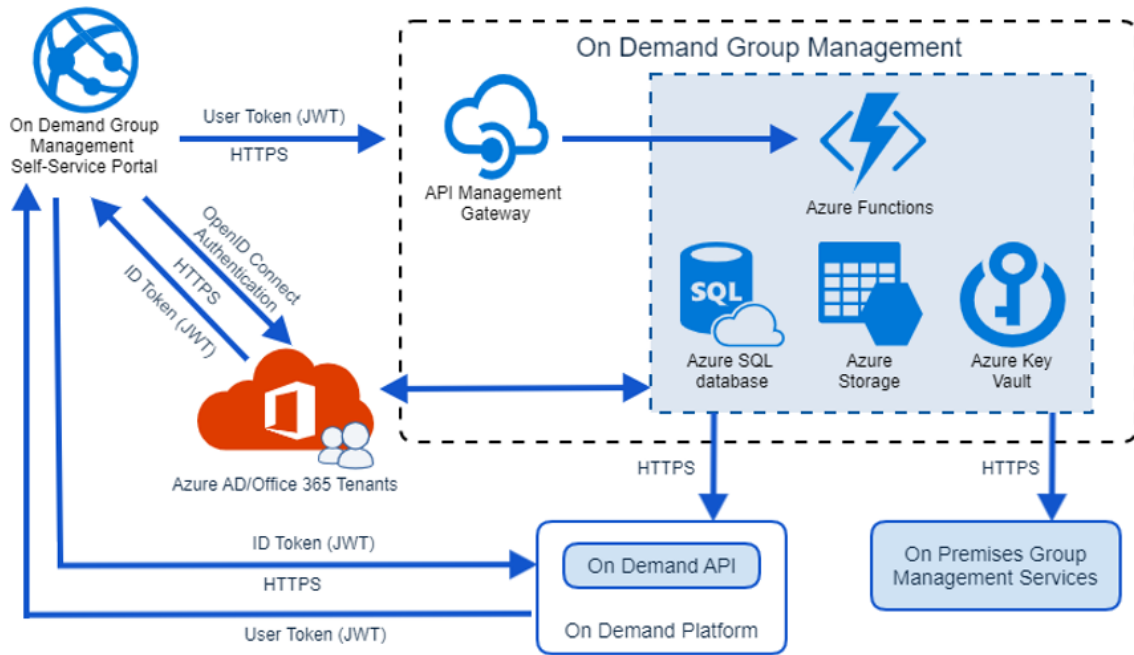 On Demand Group Management
On Demand Group
Management
Self-Service Portal
User Token (JWT)
HTTPS
API Management
Gateway
Azure Functions
OpenID Connect
Authentication
HTTPS
ID Token (JWT)
SQL
Azure SQL
database
Azure
Storage
Azure Key
Vault
Azure AD/Office 365 Tenants
HTTPS
HTTPS
ID Token (JWT)
HTTPS
User Token (JWT)
On Demand API
On Demand Platform
On Premises Group
Management Services